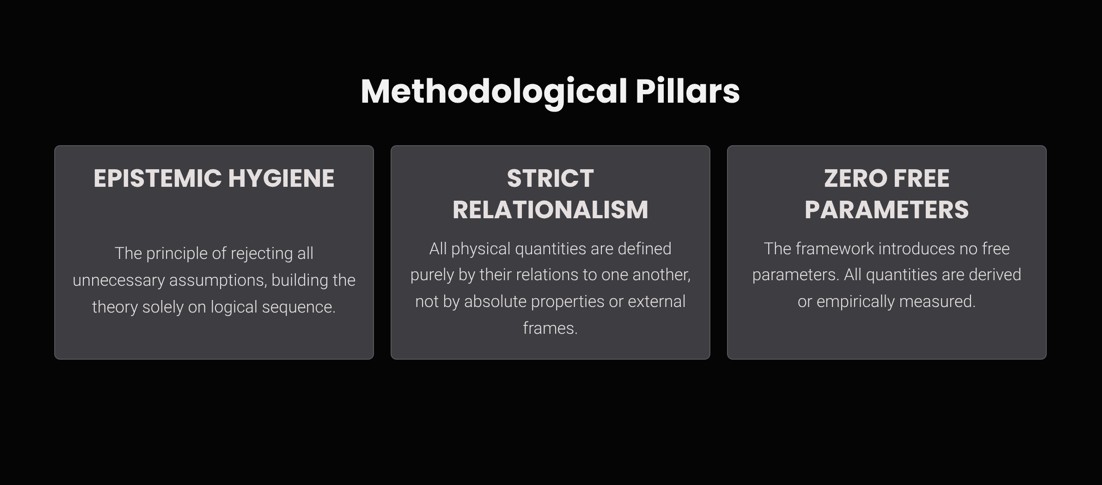 Methodological Pillars
EPISTEMIC HYGIENE
The principle of rejecting all
unnecessary assumptions, building the
theory solely on logical sequence.
STRICT
RELATIONALISM
All physical quantities are defined
purely by their relations to one another,
not by absolute properties or external
frames.
ZERO FREE
PARAMETERS
The framework introduces no free
parameters. All quantities are derived
or empirically measured.